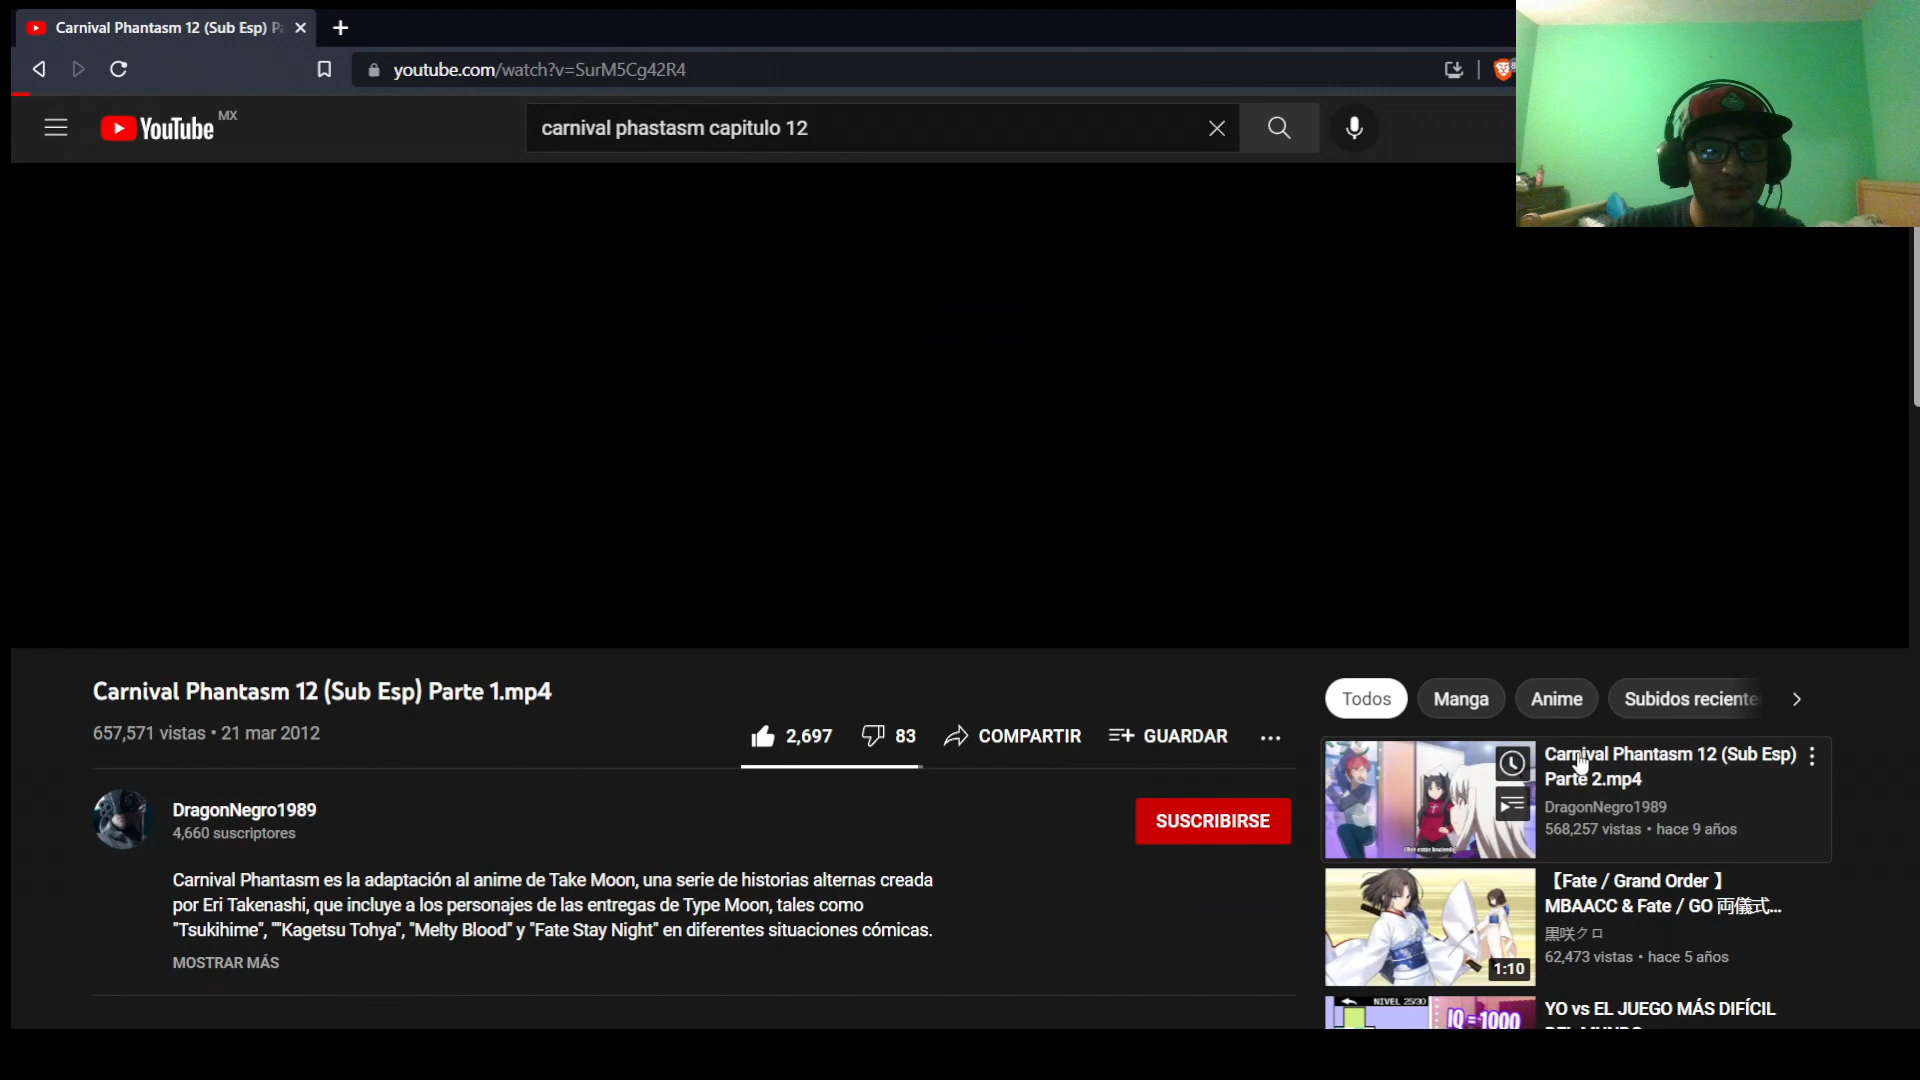 Carnival Phantasm 12 (Sub Esp) P
youtube.com/watch?v=SurM5Cg42R4
YouTube MX
carnival phastasm capitulo 12
Carnival Phantasm 12 (Sub Esp) Parte 1.mp4
657,571 vistas • 21 mar 2012
2,697
83
COMPARTIR
GUARDAR
DragonNegro1989
4,660 suscriptores
SUSCRIBIRSE
Carnival Phantasm es la adaptación al anime de Take Moon, una serie de historias alternas creada
por Eri Takenashi, que incluye a los personajes de las entregas de Type Moon, tales como
"Tsukihime", ""Kagetsu Tohya", "Melty Blood" y "Fate Stay Night" en diferentes situaciones cómicas.
MOSTRAR MÁS
Todos
Manga
Anime
Subidos reciente
Carnival Phantasm 12 (Sub Esp)
Parte 2.mp4
DragonNegro1989
568,257 vistas • hace 9 años
【Fate / Grand Order 】
MBAACC & Fate / GO 両儀式...
黒咲クロ
62,473 vistas • hace 5 años
1:10
NIVEL 25/30
IQ = 1000
YO vs EL JUEGO MÁS DIFÍCIL
DEL MUNDO